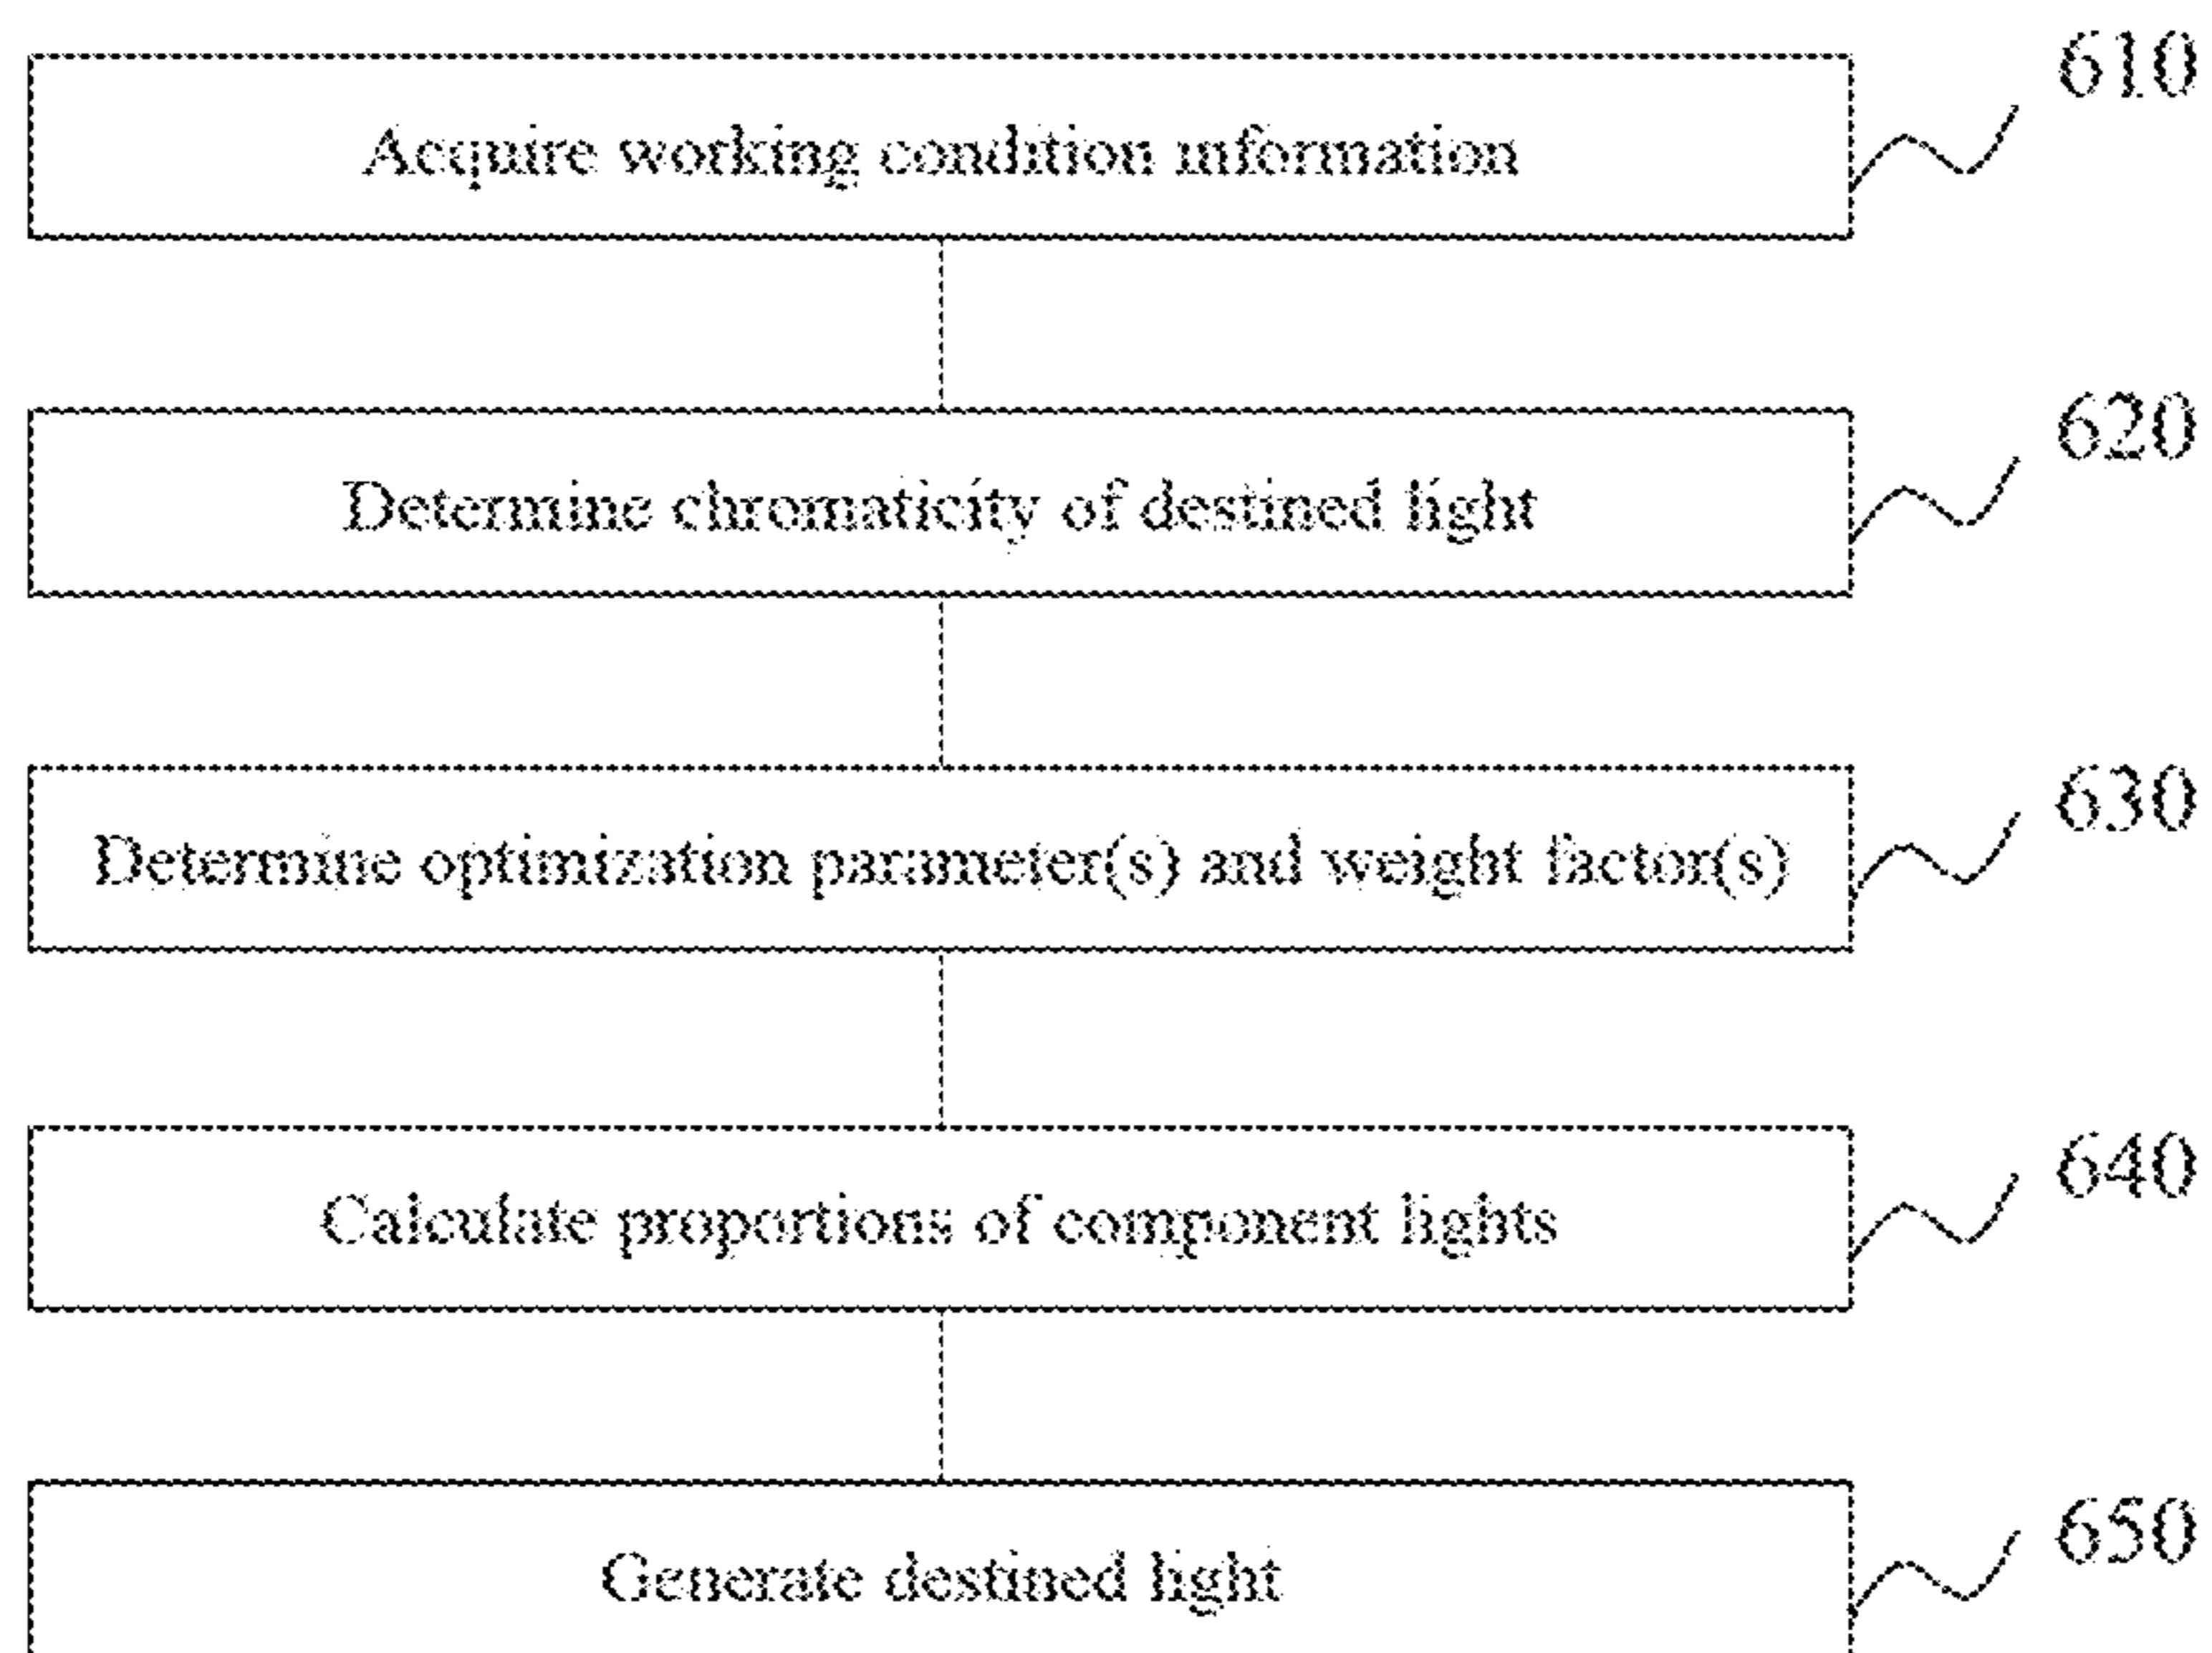 610
Acquire working condition information
620
Determine chromaticity of destined light
630
Determine optimization parameter(s) and weight factor(s)
640
Calculate proportions of component lights
650
Generate destined light